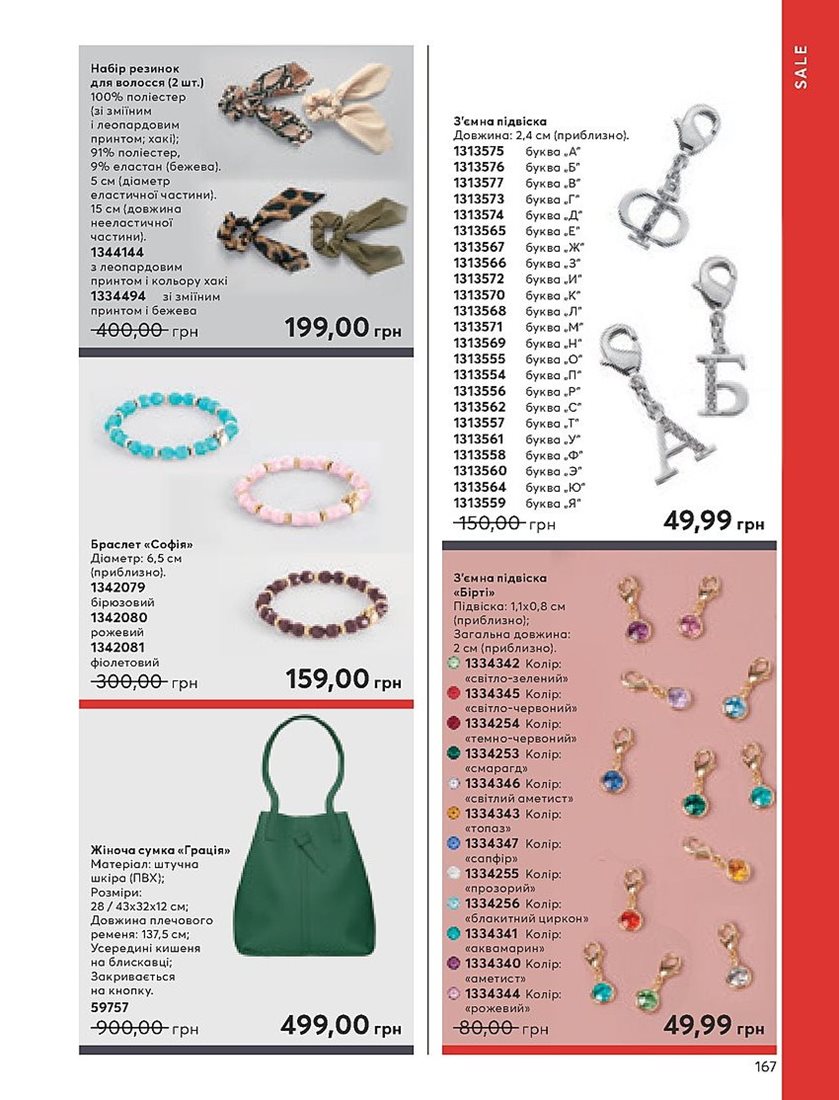 SALE
Набір резинок
для волосся (2 шт.)
100% поліестер
(зі зміїним
і леопардовим
принтом; хакі);
91% поліестер,
9% еластан (бежева).
5 см (діаметр
еластичної частини).
15 см (довжина
нееластичної
частини).
1344144
з леопардовим
принтом і кольору хакі
1334494 зі зміїним
принтом і бежева
400,00 грн 199,00 грн
Браслет «Софія»
Діаметр: 6,5 см
(приблизно).
1342079
бірюзовий
1342080
рожевий
1342081
фіолетовий
300,00 грн 159,00 грн
Жіноча сумка «Грація»
Матеріал: штучна
шкіра (ПВХ);
Розміри:
28 / 43х32х12 см;
Довжина плечового
ременя: 137,5 см;
Усередині кишеня
на блискавці;
Закривається
на кнопку.
59757
900,00 грн 499,00 грн
З’ємна підвіска
Довжина: 2,4 см (приблизно).
1313575 буква „А“
1313576 буква „Б“
1313577 буква „В“
1313573 буква „Г“
1313574 буква „Д“
1313565 буква „Е“
1313567 буква „Ж“
1313566 буква „З“
1313572 буква „И“
1313570 буква „К“
1313568 буква „Л“
1313571 буква „М“
1313569 буква „Н“
1313555 буква „О“
1313554 буква „П“
1313556 буква „Р“
1313562 буква „С“
1313557 буква „Т“
1313561 буква „У“
1313558 буква „Ф“
1313560 буква „Э“
1313564 буква „Ю“
1313559 буква „Я“
150,00 грн 49,99 грн
З’ємна підвіска
«Бірті»
Підвіска: 1,1х0,8 см
(приблизно);
Загальна довжина:
2 см (приблизно).
1334342 Колір:
«світло-зелений»
1334345 Колір:
«світло-червоний»
1334254 Колір:
«темно-червоний»
1334253 Колір:
«смарагд»
1334346 Колір:
«світлий аметист»
1334343 Колір:
«топаз»
1334347 Колір:
«сапфір»
1334255 Колір:
«прозорий»
1334256 Колір:
«блакитний циркон»
1334341 Колір:
«аквамарин»
1334340 Колір:
«аметист»
1334344 Колір:
«рожевий»
80,00 грн 49,99 грн
167